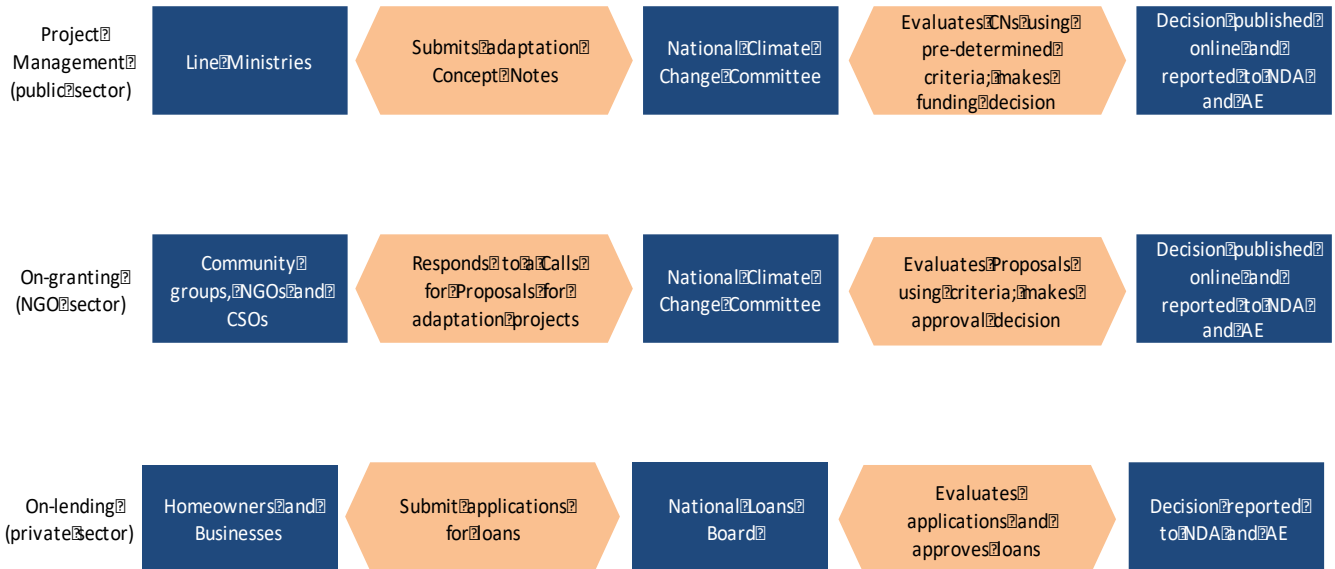 Project
Management
(public sector)
Line Ministries
Submits adaptation
Concept Notes
National Climate
Change Committee
Evaluates CNs using
pre-determined
criteria; makes
funding decision
Decision published
online and
reported to NDA
and AE
On-granting
(NGO sector)
Community
groups, NGOs and
CSOs
Responds to a Calls
for Proposals for
adaptation projects
National Climate
Change Committee
Evaluates Proposals
using criteria; makes
approval decision
Decision published
online and
reported to NDA
and AE
On-lending
(private sector)
Homeowners and
Businesses
Submit applications
for loans
National Loans
Board
Evaluates
applications and
approves loans
Decision reported
to NDA and AE